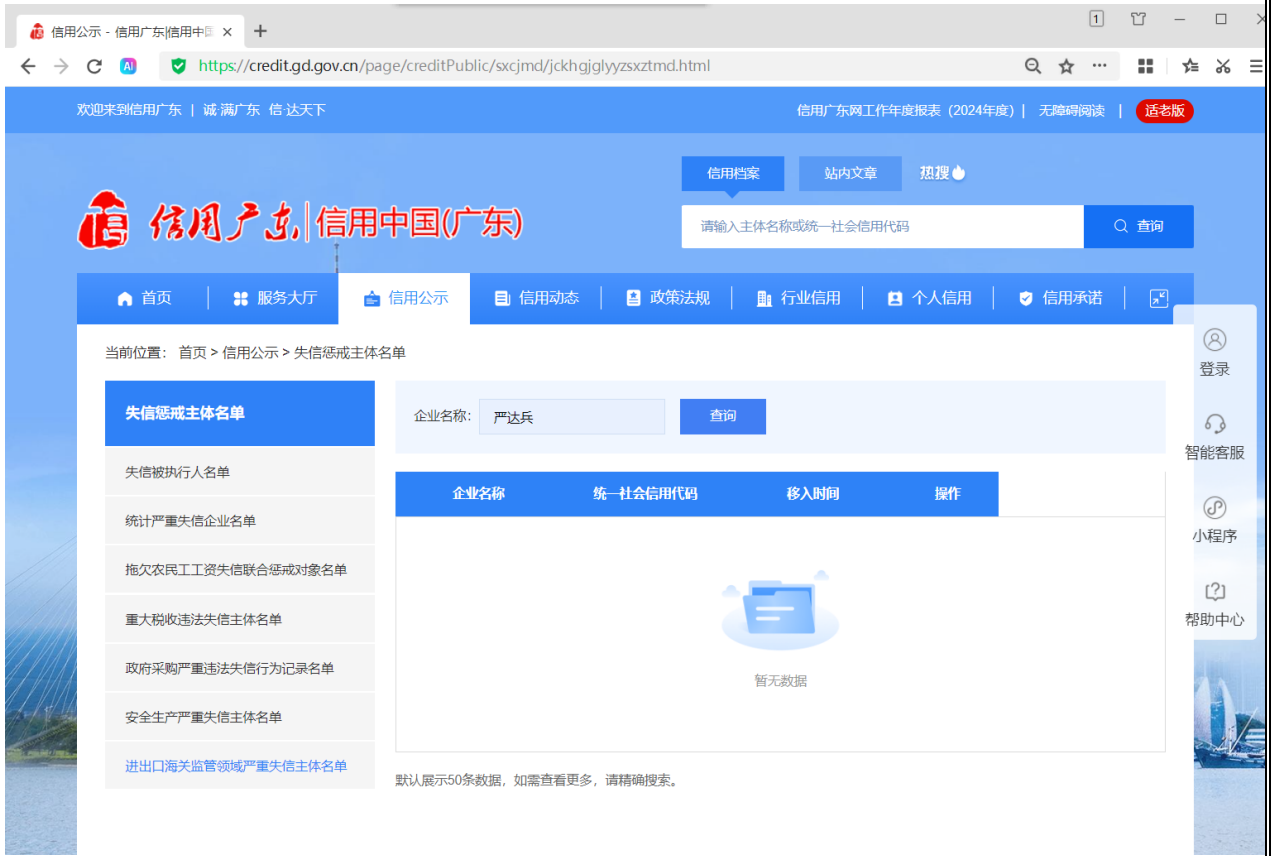 信用公示 - 信用广东|信用中国
1
AI
https://credit.gd.gov.cn/page/creditPublic/sxcjmd/jckhgjglyyzsxztmd.html
欢迎来到信用广东 | 诚 满广东 信 达天下
信用广东网工作年度报表（2024年度）| 无障碍阅读 | 适老版
信用档案 站内文章 热搜
信用广东|信用中国(广东)
请输入主体名称或统一社会信用代码 查询
首页 服务大厅 信用公示 信用动态 政策法规 行业信用 个人信用 信用承诺
当前位置： 首页 > 信用公示 > 失信惩戒主体名单
登录
智能客服
小程序
帮助中心
失信惩戒主体名单
失信被执行人名单
统计严重失信企业名单
拖欠农民工工资失信联合惩戒对象名单
重大税收违法失信主体名单
政府采购严重违法失信行为记录名单
安全生产严重失信主体名单
进出口海关监管领域严重失信主体名单
企业名称: 严达兵 查询
企业名称 统一社会信用代码 移入时间 操作
暂无数据
默认展示50条数据，如需查看更多，请精确搜索。